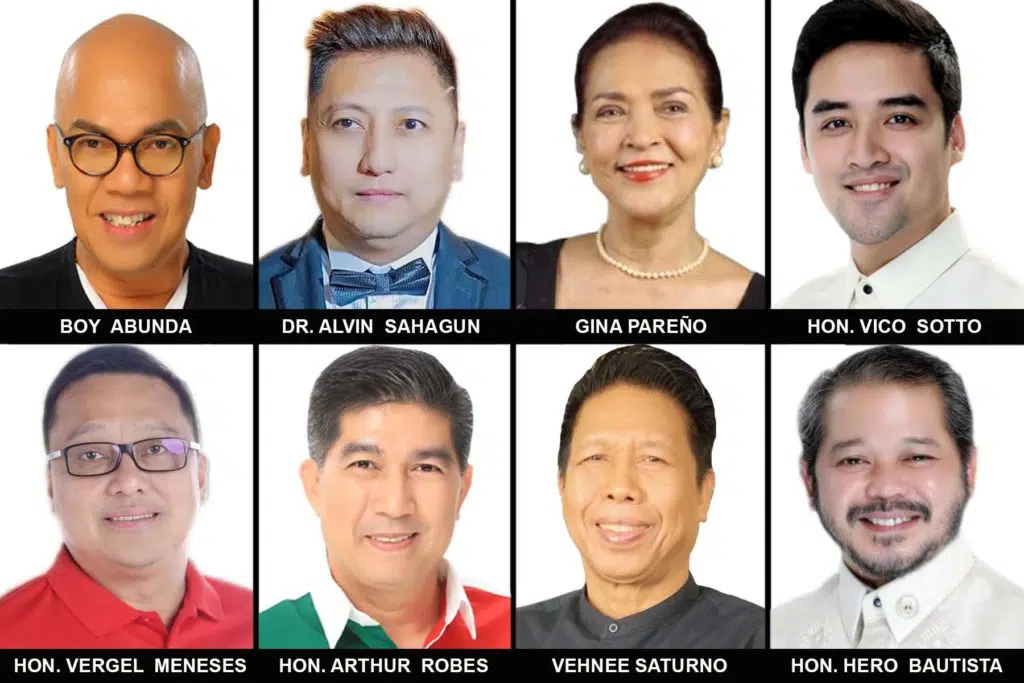 BOY ABUNDA
DR. ALVIN SAHAGUN
GINA PAREÑO
HON. VICO SOTTO
HON. VERGEL MENESES
HON. ARTHUR ROBES
VEHNEE SATURNO
HON. HERO BAUTISTA